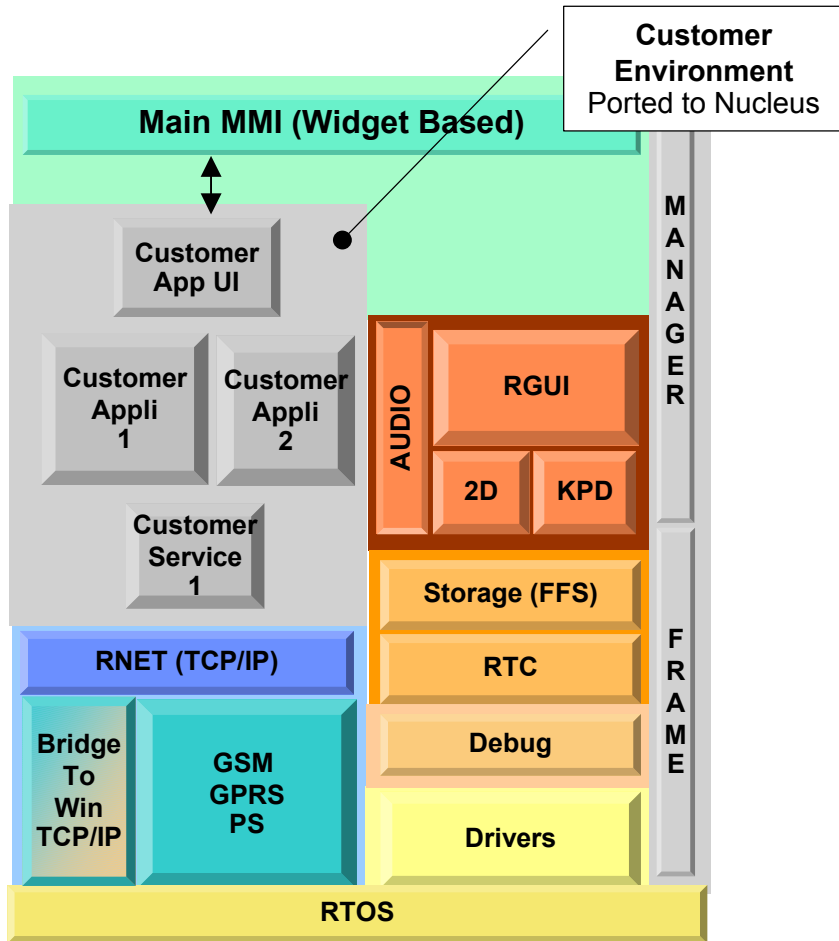 Customer
Environment
Ported to Nucleus
Main MMI (Widget Based)
MANAGER
Customer
App UI
Customer
Appli
1
Customer
Appli
2
AUDIO
RGUI
2D
KPD
Customer
Service
1
Storage (FFS)
FRAME
RNET (TCP/IP)
RTC
Bridge
To
Win
TCP/IP
GSM
GPRS
PS
Debug
Drivers
RTOS